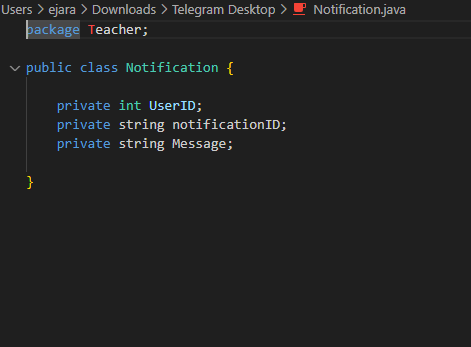 Users > ejara > Downloads > Telegram Desktop > Notification.java
package Teacher;
public class Notification {
private int UserID;
private string notificationID;
private string Message;
}